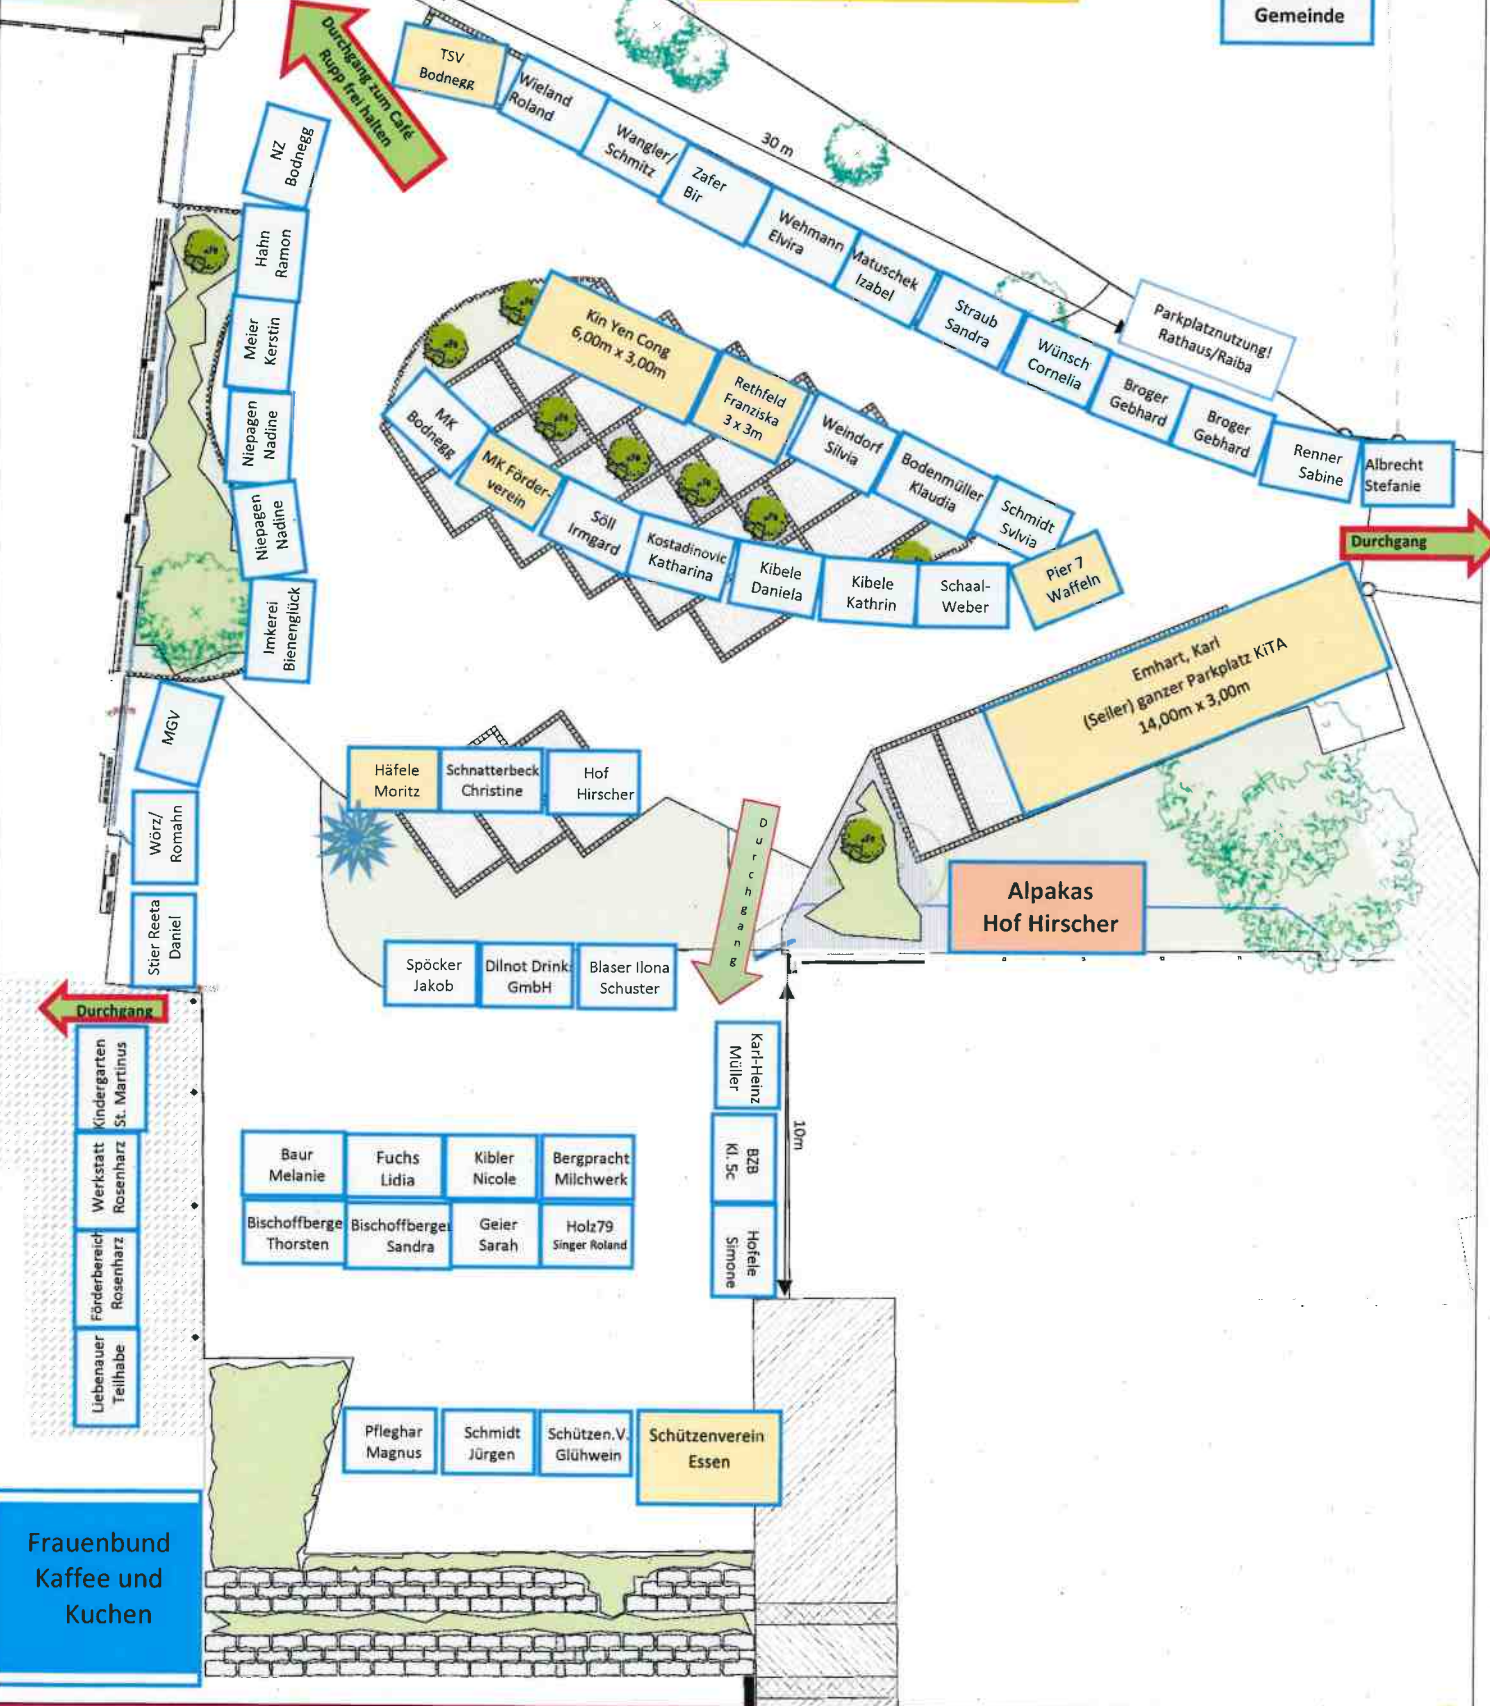 Gemeinde
Durchgang zum Café
Rupp frei halten
TSV
Bodnegg
Wieland
Roland
Wangler/
Schmitz
Zafer
Bir
Wehmann
Elvira
Matuschek
Izabel
Straub
Sandra
Wünsch
Cornelia
Broger
Gebhard
Broger
Gebhard
Renner
Sabine
Albrecht
Stefanie
30 m
Parkplatznutzung!
Rathaus/Raiba
Durchgang
NZ
Bodnegg
Hahn
Ramon
Meier
Kerstin
Niepagen
Nadine
Niepagen
Nadine
Imkerei
Bienenglück
MGV
Wörz/
Romahn
Stier Reeta
Daniel
Kin Yen Cong
6,00m x 3,00m
Rethfeld
Franziska
3 x 3m
Weindorf
Silvia
Bodenmüller
Klaudia
Schmidt
Sylvia
Pier 7
Waffeln
MK
Bodnegg
MK Förder-
verein
Söll
Irmgard
Kostadinovic
Katharina
Kibele
Daniela
Kibele
Kathrin
Schaal-
Weber
Emhart, Karl
(Seiler) ganzer Parkplatz KiTA
14,00m x 3,00m
Häfele
Moritz
Schnatterbeck
Christine
Hof
Hirscher
Durchgang
Alpakas
Hof Hirscher
Spöcker
Jakob
Dilnot Drink
GmbH
Blaser Ilona
Schuster
Durchgang
Kindergarten
St. Martinus
Werkstatt
Rosenharz
Förderbereich
Rosenharz
Liebenauer
Teilhabe
Karl-Heinz
Müller
BZB
Kl. 5c
Hofele
Simone
10m
Baur
Melanie
Fuchs
Lidia
Kibler
Nicole
Bergpracht
Milchwerk
Bischoffberge
Thorsten
Bischoffberger
Sandra
Geier
Sarah
Holz79
Singer Roland
Pfleghar
Magnus
Schmidt
Jürgen
Schützen.V.
Glühwein
Schützenverein
Essen
Frauenbund
Kaffee und
Kuchen